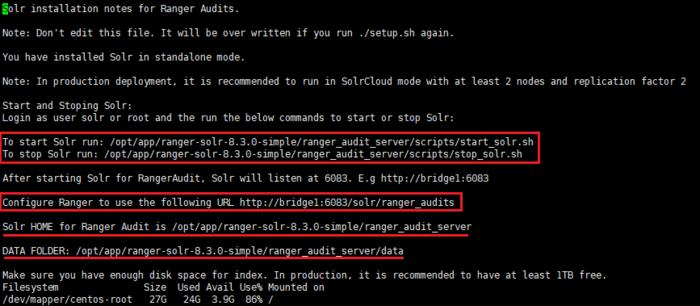 Solr installation notes for Ranger Audits.
Note: Don't edit this file. It will be over written if you run ./setup.sh again.
You have installed Solr in standalone mode.
Note: In production deployment, it is recommended to run in SolrCloud mode with at least 2 nodes and replication factor 2
Start and Stoping Solr:
Login as user solr or root and the run the below commands to start or stop Solr:
To start Solr run: /opt/app/ranger-solr-8.3.0-simple/ranger_audit_server/scripts/start_solr.sh
To stop Solr run: /opt/app/ranger-solr-8.3.0-simple/ranger_audit_server/scripts/stop_solr.sh
After starting Solr for RangerAudit, Solr will listen at 6083. E.g http://bridge1:6083
Configure Ranger to use the following URL http://bridge1:6083/solr/ranger_audits
Solr HOME for Ranger Audit is /opt/app/ranger-solr-8.3.0-simple/ranger_audit_server
DATA FOLDER: /opt/app/ranger-solr-8.3.0-simple/ranger_audit_server/data
Make sure you have enough disk space for index. In production, it is recommended to have at least 1TB free.
Filesystem Size Used Avail Use% Mounted on
/dev/mapper/centos-root 27G 24G 3.9G 86% /